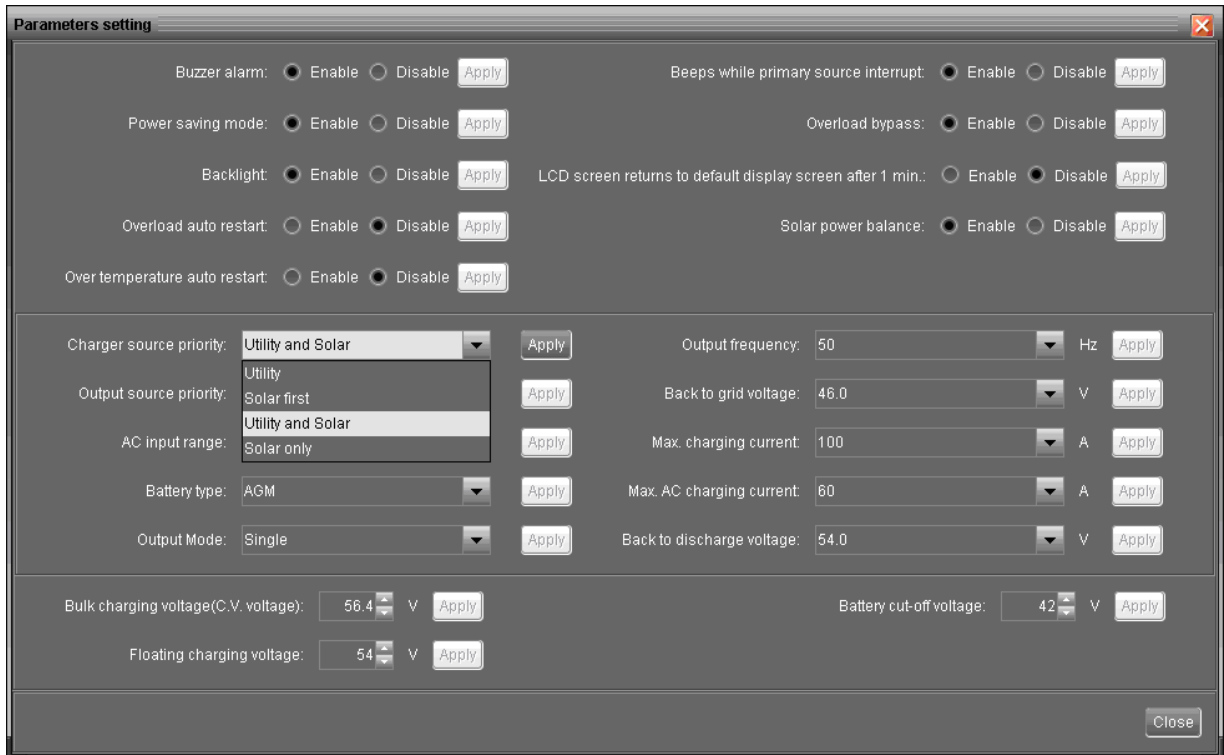 Parameters setting
Buzzer alarm: Enable Disable Apply Beeps while primary source interrupt: Enable Disable Apply
Power saving mode: Enable Disable Apply Overload bypass: Enable Disable Apply
Backlight: Enable Disable Apply LCD screen returns to default display screen after 1 min.: Enable Disable Apply
Overload auto restart: Enable Disable Apply Solar power balance: Enable Disable Apply
Over temperature auto restart: Enable Disable Apply
Charger source priority: Utility and Solar Apply Output frequency: 50 Hz Apply
Utility
Output source priority: Solar first Apply Back to grid voltage: 46.0 V Apply
Utility and Solar
AC input range: Solar only Apply Max. charging current: 100 A Apply
Battery type: AGM Apply Max. AC charging current: 60 A Apply
Output Mode: Single Apply Back to discharge voltage: 54.0 V Apply
Bulk charging voltage(C.V. voltage): 56.4 V Apply Battery cut-off voltage: 42 V Apply
Floating charging voltage: 54 V Apply
Close